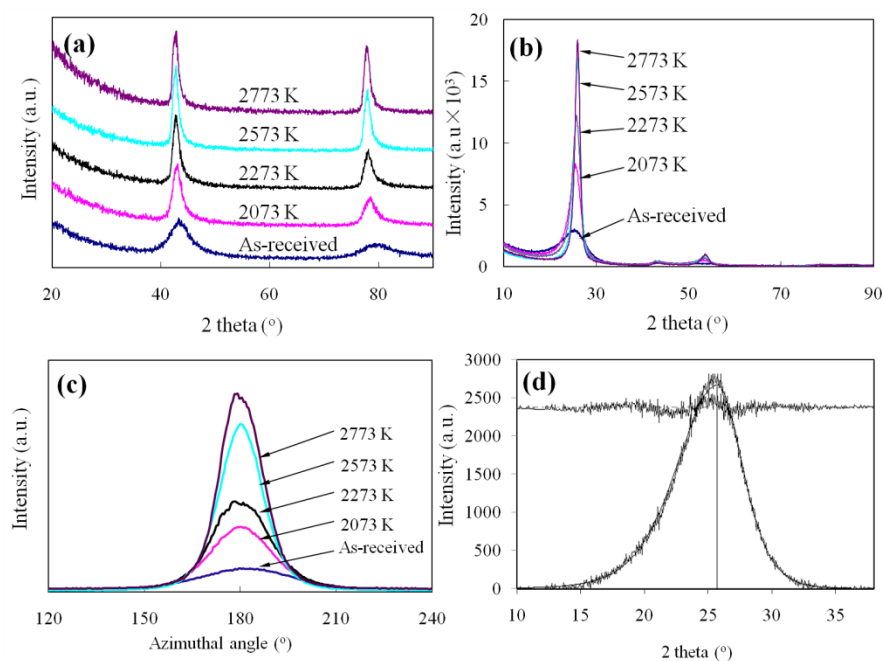 (a)
Intensity (a.u.)
2773 K
2573 K
2273 K
2073 K
As-received
20 40 60 80
2 theta (°)
(b)
Intensity (a.u×10³)
20
15
10
5
0
2773 K
2573 K
2273 K
2073 K
As-received
10 30 50 70 90
2 theta (°)
(c)
Intensity (a.u.)
2773 K
2573 K
2273 K
2073 K
As-received
120 150 180 210 240
Azimuthal angle (°)
(d)
Intensity (a.u.)
3000
2500
2000
1500
1000
500
0
10 15 20 25 30 35
2 theta (°)